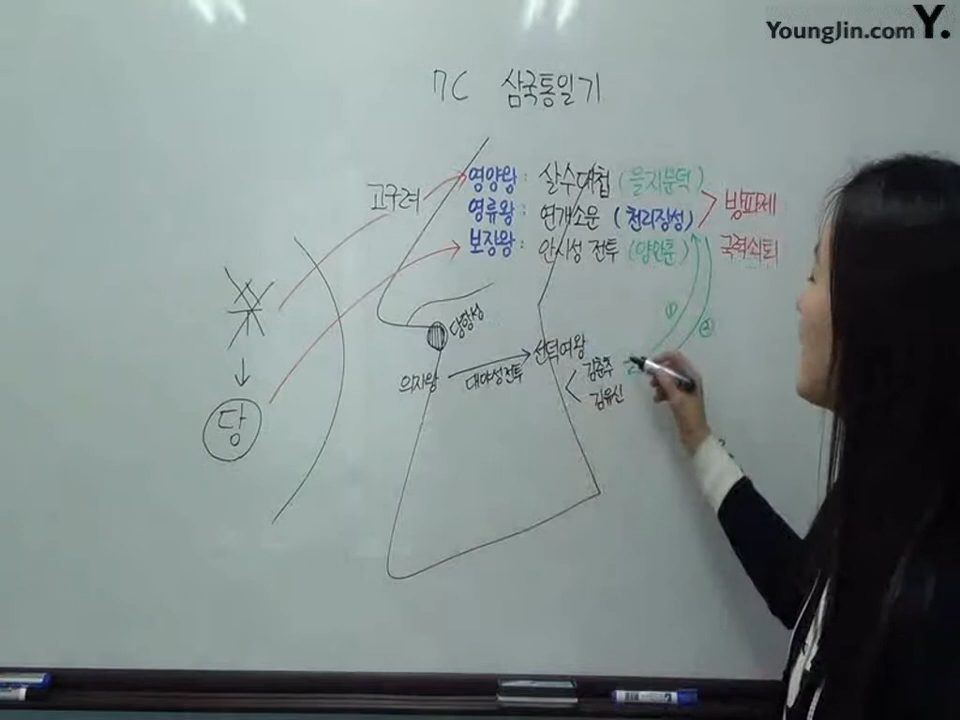 YoungJin.com Y.
7C 삼국통일기
고구려
영양왕 : 살수대첩 (을지문덕)
영류왕 : 연개소문 (천리장성)
보장왕 : 안시성 전투 (양만춘)
방파제
국력쇠퇴
수
당
당항성
①
②
의자왕
대야성전투
선덕여왕
김춘추
김유신